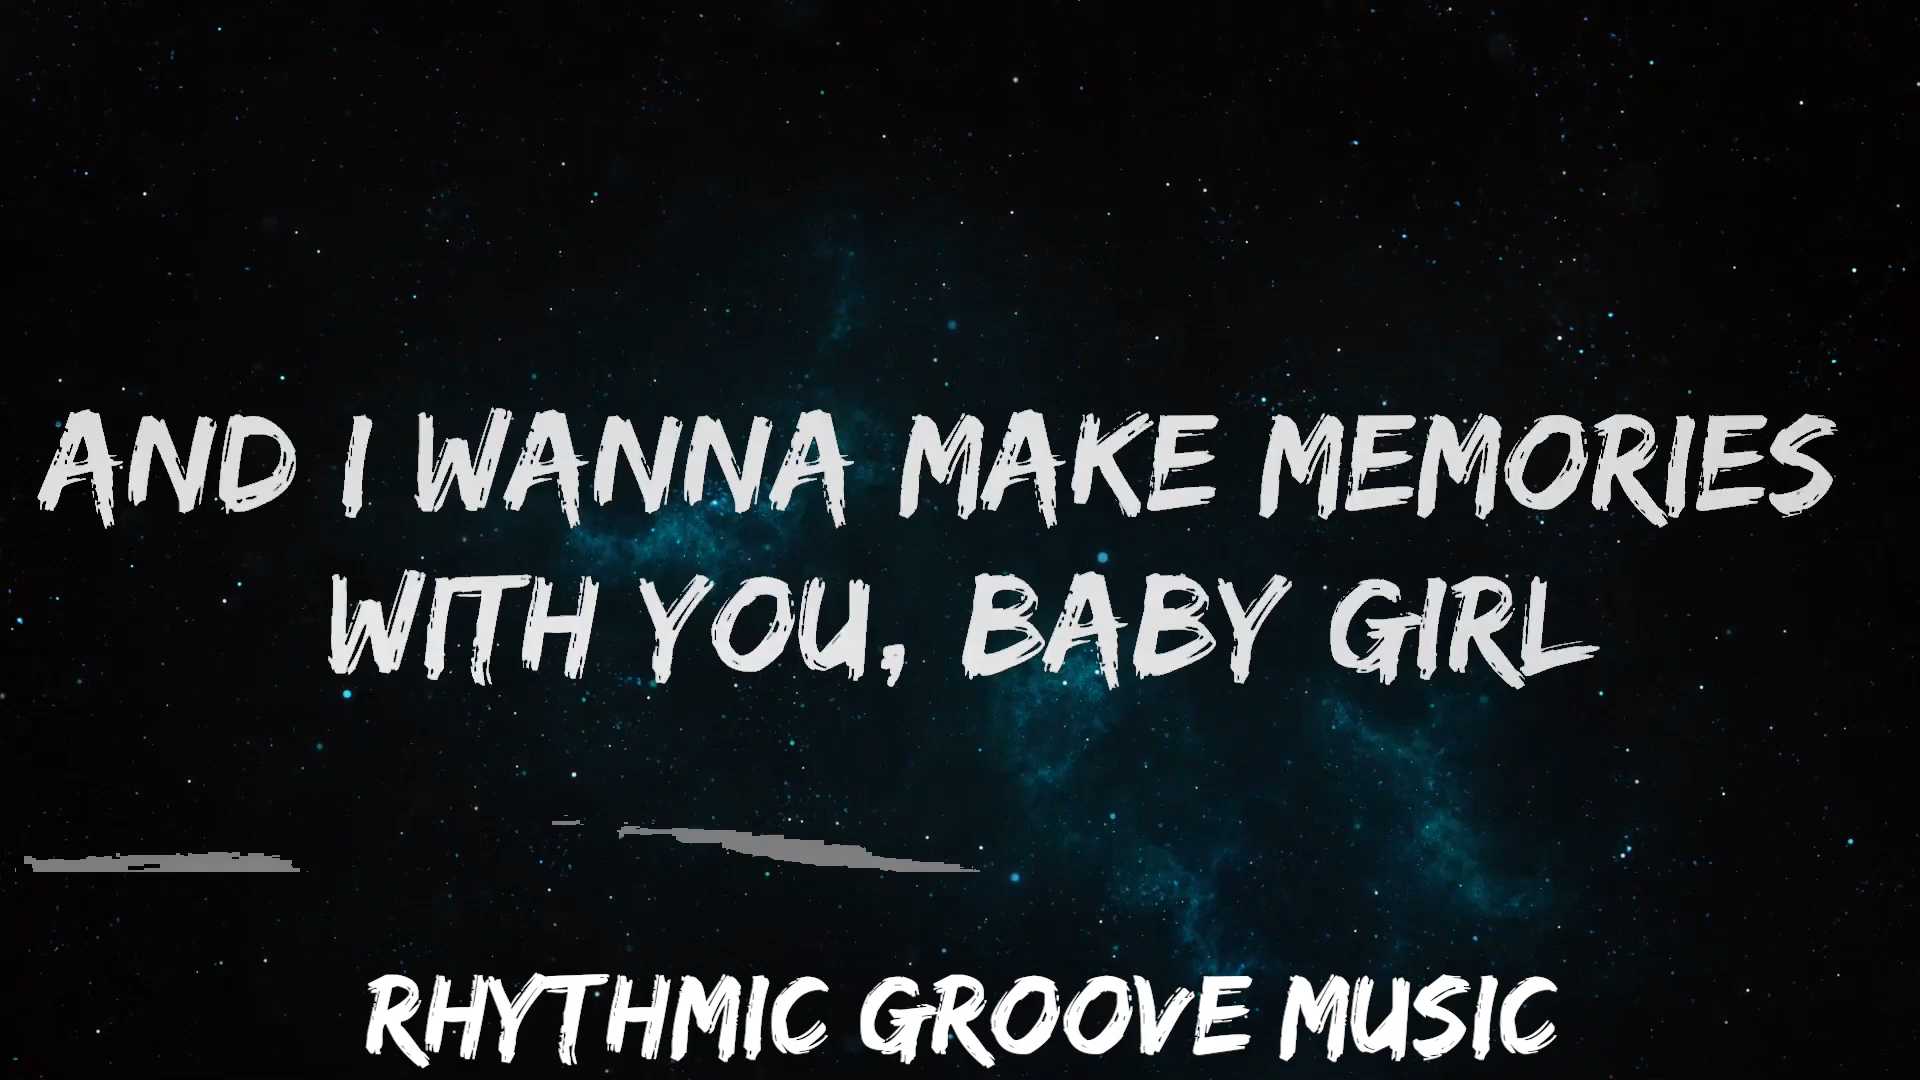 AND I WANNA MAKE MEMORIES
WITH YOU, BABY GIRL
RHYTHMIC GROOVE MUSIC